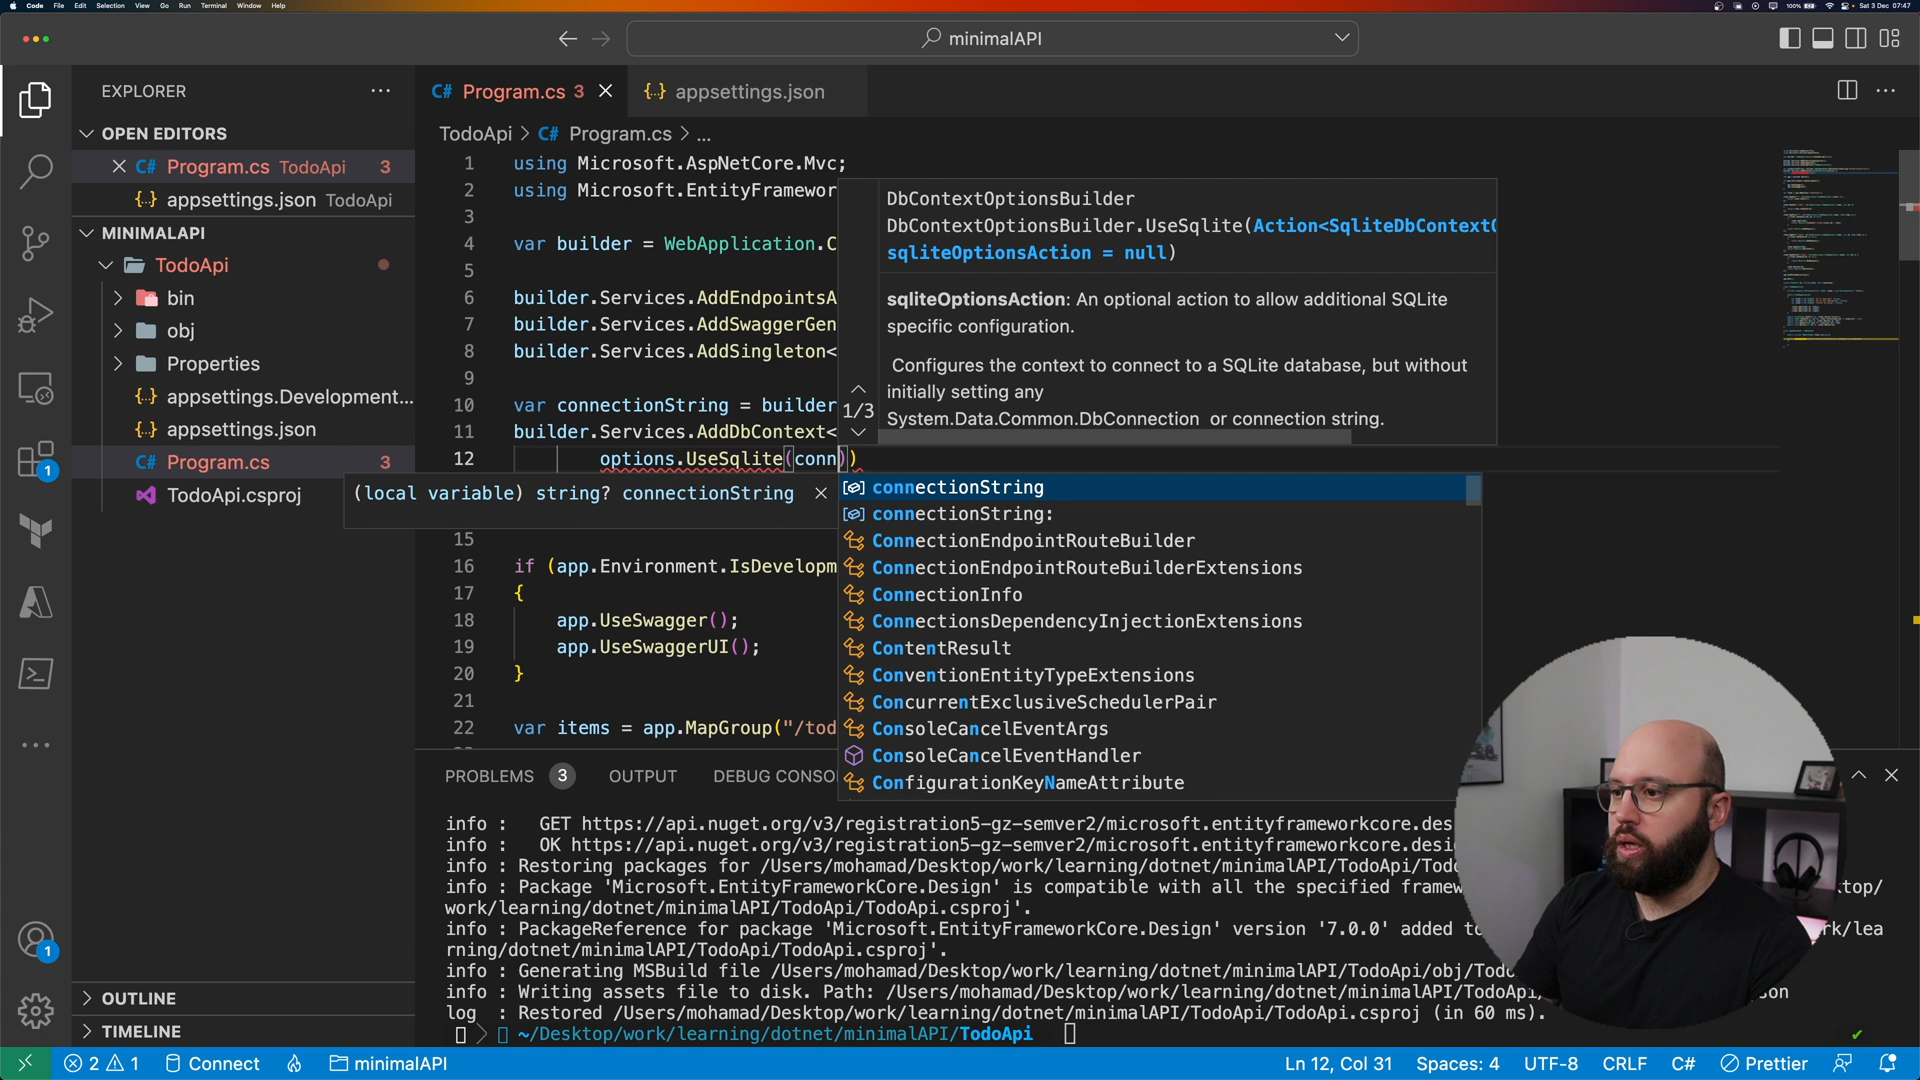 Code File Edit Selection View Go Run Terminal Window Help 100% Sat 3 Dec 07:47
minimalAPI
EXPLORER
OPEN EDITORS
Program.cs TodoApi 3
appsettings.json TodoApi
MINIMALAPI
TodoApi
bin
obj
Properties
appsettings.Development...
appsettings.json
C# Program.cs 3
TodoApi.csproj
OUTLINE
TIMELINE
C# Program.cs 3
{..} appsettings.json
TodoApi > C# Program.cs > ...
1 using Microsoft.AspNetCore.Mvc;
2 using Microsoft.EntityFramewor
3
4 var builder = WebApplication.C
5
6 builder.Services.AddEndpointsA
7 builder.Services.AddSwaggerGen
8 builder.Services.AddSingleton<
9
10 var connectionString = builder
11 builder.Services.AddDbContext<
12 options.UseSqlite(conn))
15
16 if (app.Environment.IsDevelopm
17 {
18 app.UseSwagger();
19 app.UseSwaggerUI();
20 }
21
22 var items = app.MapGroup("/tod
DbContextOptionsBuilder
DbContextOptionsBuilder.UseSqlite(Action<SqliteDbContextO
sqliteOptionsAction = null)
sqliteOptionsAction: An optional action to allow additional SQLite
specific configuration.
Configures the context to connect to a SQLite database, but without
initially setting any
System.Data.Common.DbConnection or connection string.
1/3
(local variable) string? connectionString
connectionString
connectionString:
ConnectionEndpointRouteBuilder
ConnectionEndpointRouteBuilderExtensions
ConnectionInfo
ConnectionsDependencyInjectionExtensions
ContentResult
ConventionEntityTypeExtensions
ConcurrentExclusiveSchedulerPair
ConsoleCancelEventArgs
ConsoleCancelEventHandler
ConfigurationKeyNameAttribute
PROBLEMS 3 OUTPUT DEBUG CONSO
info : GET https://api.nuget.org/v3/registration5-gz-semver2/microsoft.entityframeworkcore.des
info : OK https://api.nuget.org/v3/registration5-gz-semver2/microsoft.entityframeworkcore.desi
info : Restoring packages for /Users/mohamad/Desktop/work/learning/dotnet/minimalAPI/TodoApi/Tod
info : Package 'Microsoft.EntityFrameworkCore.Design' is compatible with all the specified framew top/
work/learning/dotnet/minimalAPI/TodoApi/TodoApi.csproj'.
info : PackageReference for package 'Microsoft.EntityFrameworkCore.Design' version '7.0.0' added to rk/lea
rning/dotnet/minimalAPI/TodoApi/TodoApi.csproj'.
info : Generating MSBuild file /Users/mohamad/Desktop/work/learning/dotnet/minimalAPI/TodoApi/obj/Todo
info : Writing assets file to disk. Path: /Users/mohamad/Desktop/work/learning/dotnet/minimalAPI/TodoApi/ on
log : Restored /Users/mohamad/Desktop/work/learning/dotnet/minimalAPI/TodoApi/TodoApi.csproj (in 60 ms).
~/Desktop/work/learning/dotnet/minimalAPI/TodoApi
1
1
2 1 Connect minimalAPI Ln 12, Col 31 Spaces: 4 UTF-8 CRLF C# Prettier